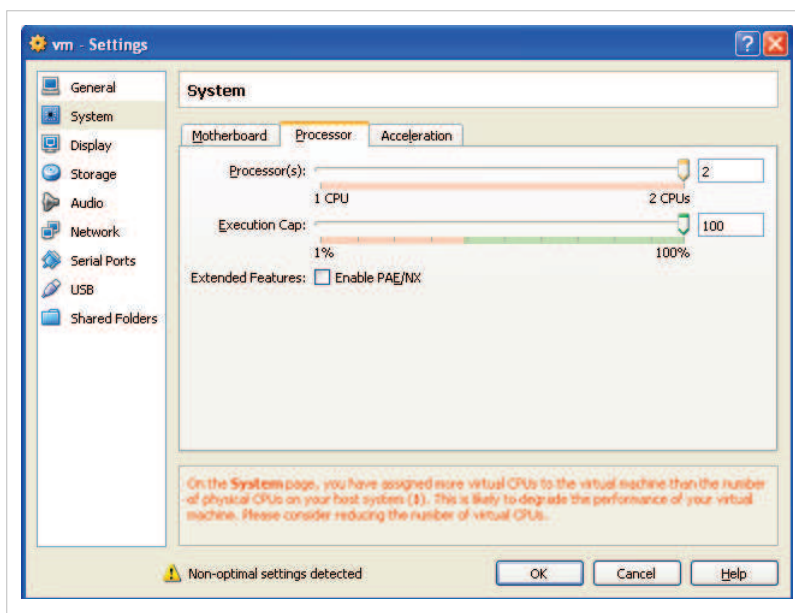 vm - Settings
General
System
Display
Storage
Audio
Network
Serial Ports
USB
Shared Folders
System
Motherboard Processor Acceleration
Processor(s): 2
1 CPU 2 CPUs
Execution Cap: 100
1% 100%
Extended Features: Enable PAE/NX
On the System page, you have assigned more virtual CPUs to the virtual machine than the number
of physical CPUs on your host system (1). This is likely to degrade the performance of your virtual
machine. Please consider reducing the number of virtual CPUs.
Non-optimal settings detected OK Cancel Help